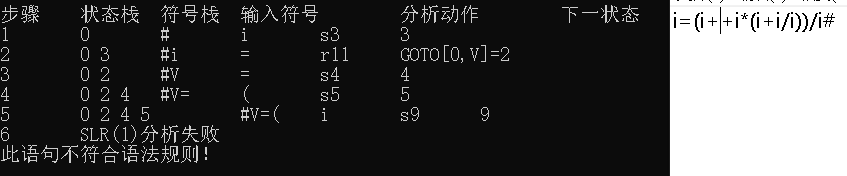 步骤 状态栈 符号栈 输入符号 分析动作 下一状态
1 0 # i s3 3
2 0 3 #i = r11 GOTO[0,V]=2
3 0 2 #V = s4 4
4 0 2 4 #V= ( s5 5
5 0 2 4 5 #V=( i s9 9
6 SLR(1)分析失败
此语句不符合语法规则!
i=(i++i*(i+i/i))/i#